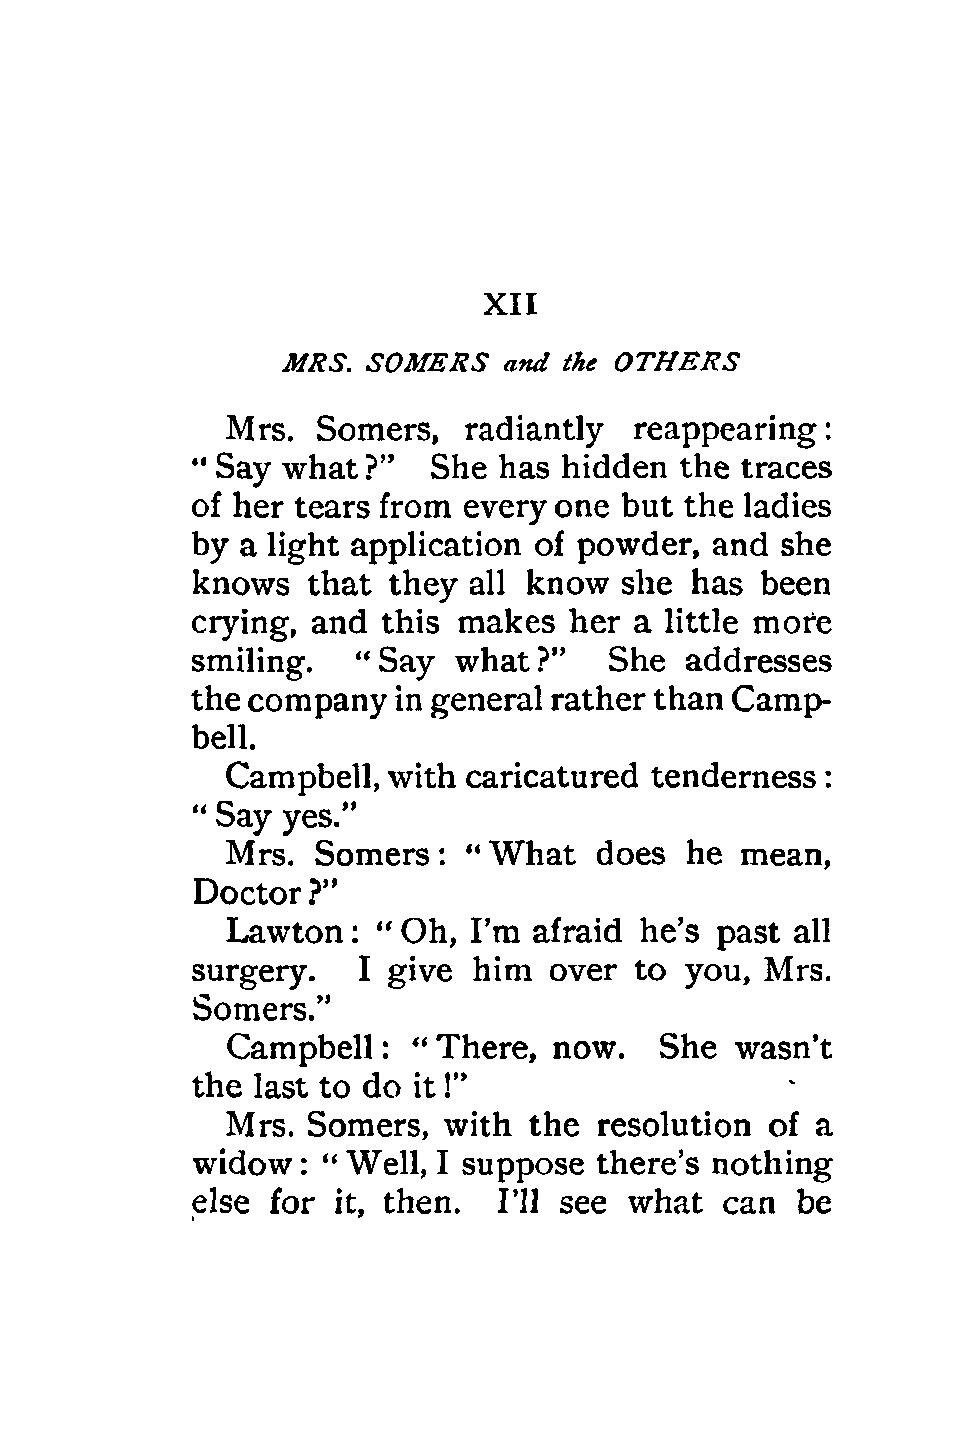 XII
MRS. SOMERS and the OTHERS
Mrs. Somers, radiantly reappearing:
"Say what?" She has hidden the traces
of her tears from every one but the ladies
by a light application of powder, and she
knows that they all know she has been
crying, and this makes her a little more
smiling. "Say what?" She addresses
the company in general rather than Camp-
bell.
Campbell, with caricatured tenderness:
"Say yes."
Mrs. Somers: "What does he mean,
Doctor?"
Lawton: "Oh, I'm afraid he's past all
surgery. I give him over to you, Mrs.
Somers."
Campbell: "There, now. She wasn't
the last to do it!"
Mrs. Somers, with the resolution of a
widow: "Well, I suppose there's nothing
else for it, then. I'll see what can be